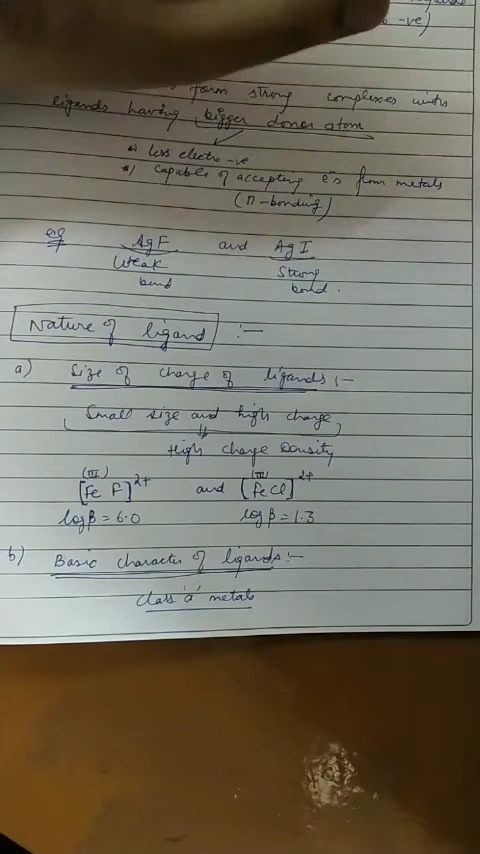 -ve)
form strong complexes with
ligands having bigger donor atom
less electro-ve
capable of accepting e's from metals
(π-bonding)
eg AgF and AgI
Weak Strong
bond bond.
Nature of ligand :-
a) Size of charge of ligands :-
(Small size and high charge)
⇓
High Charge Density
[Fe(III) F]²⁺ and [Fe(III)Cl]²⁺
logβ = 6.0 logβ = 1.3
b) Basic character of ligands :-
class 'a' metals